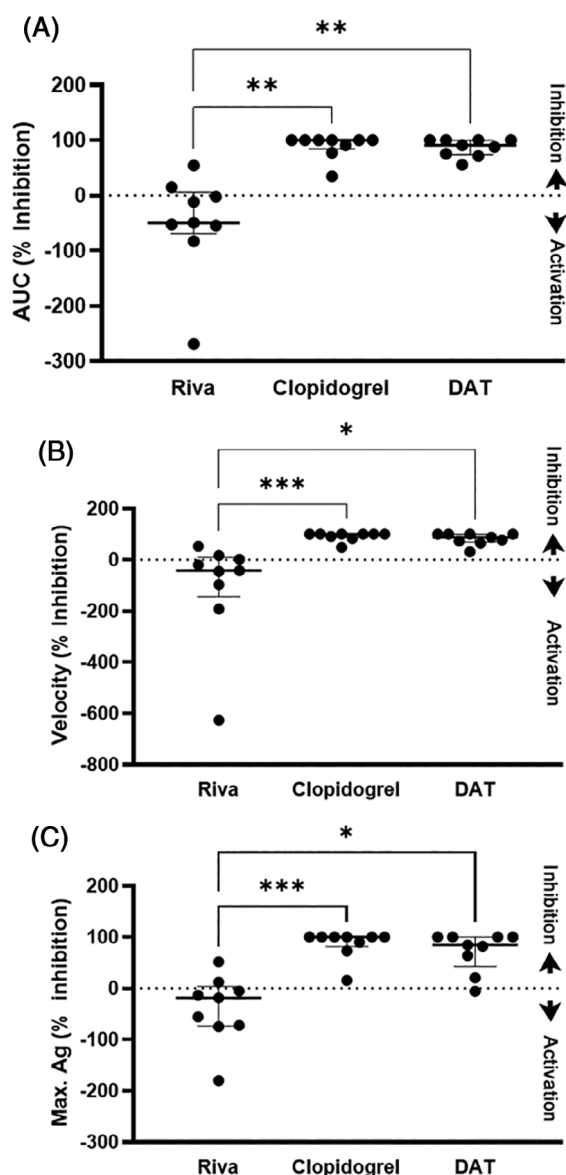 (A)
**
**
AUC (% Inhibition)
200
100
0
-100
-200
-300
Riva Clopidogrel DAT
Inhibition
Activation
(B)
*
***
Velocity (% Inhibition)
200
0
-200
-400
-600
-800
Riva Clopidogrel DAT
Inhibition
Activation
(C)
*
***
Max. Ag (% inhibition)
200
100
0
-100
-200
-300
Riva Clopidogrel DAT
Inhibition
Activation